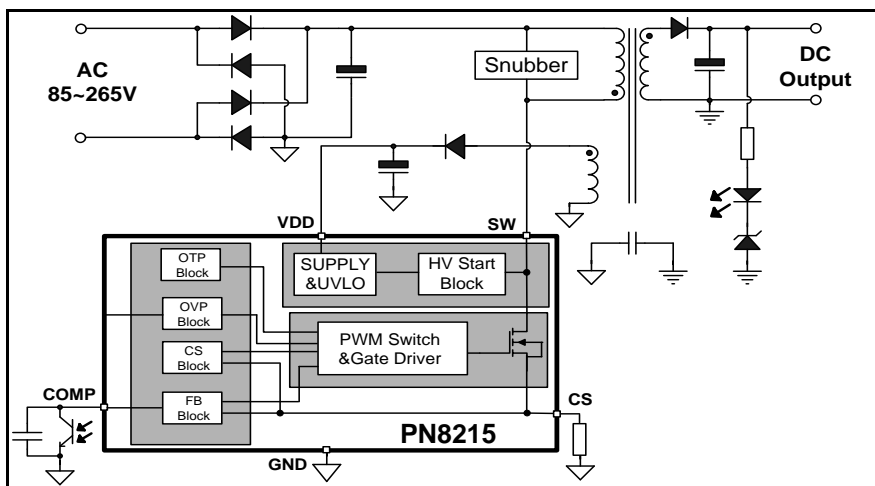 AC
85~265V
Snubber
DC
Output
VDD
SW
OTP
Block
OVP
Block
CS
Block
FB
Block
SUPPLY
&UVLO
HV Start
Block
PWM Switch
&Gate Driver
COMP
CS
PN8215
GND